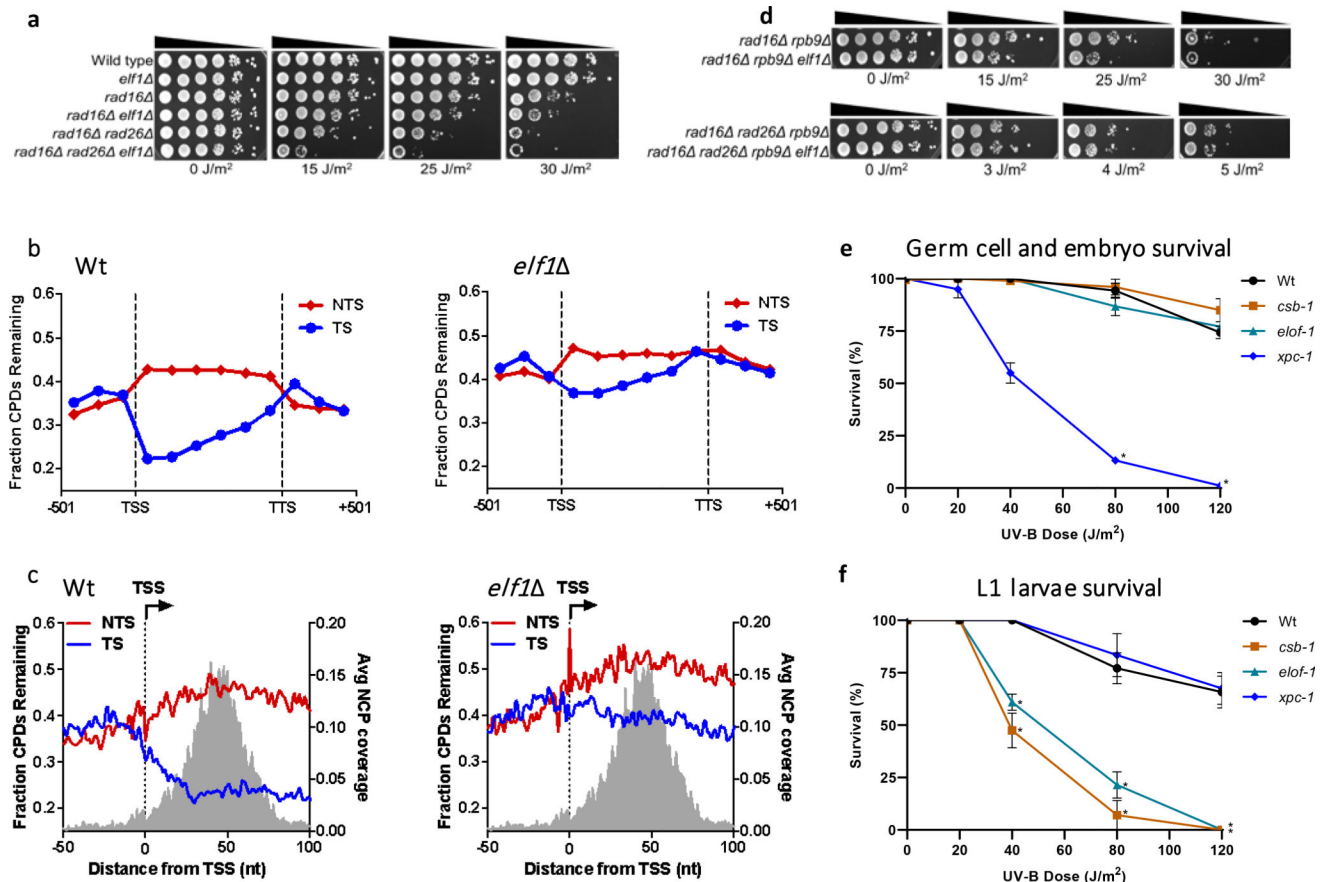 a
Wild type
elf1Δ
rad16Δ
rad16Δ elf1Δ
rad16Δ rad26Δ
rad16Δ rad26Δ elf1Δ
0 J/m² 15 J/m² 25 J/m² 30 J/m²
d
rad16Δ rpb9Δ
rad16Δ rpb9Δ elf1Δ
0 J/m² 15 J/m² 25 J/m² 30 J/m²
rad16Δ rad26Δ rpb9Δ
rad16Δ rad26Δ rpb9Δ elf1Δ
0 J/m² 3 J/m² 4 J/m² 5 J/m²
b
Wt
Fraction CPDs Remaining
0.6
0.5
0.4
0.3
0.2
NTS
TS
-501 TSS TTS +501
elf1Δ
Fraction CPDs Remaining
0.6
0.5
0.4
0.3
0.2
NTS
TS
-501 TSS TTS +501
c
Wt
TSS
NTS
TS
Fraction CPDs Remaining
0.6
0.5
0.4
0.3
0.2
0.20
0.15
0.10
0.05
0.00
Avg NCP coverage
-50 0 50 100
Distance from TSS (nt)
elf1Δ
TSS
NTS
TS
Fraction CPDs Remaining
0.6
0.5
0.4
0.3
0.2
0.20
0.15
0.10
0.05
0.00
Avg NCP coverage
-50 0 50 100
Distance from TSS (nt)
e
Germ cell and embryo survival
Survival (%)
100
75
50
25
0
0 20 40 60 80 100 120
UV-B Dose (J/m²)
Wt
csb-1
elof-1
xpc-1
*
*
f
L1 larvae survival
Survival (%)
100
75
50
25
0
0 20 40 60 80 100 120
UV-B Dose (J/m²)
Wt
csb-1
elof-1
xpc-1
*
*
*
*
*
*